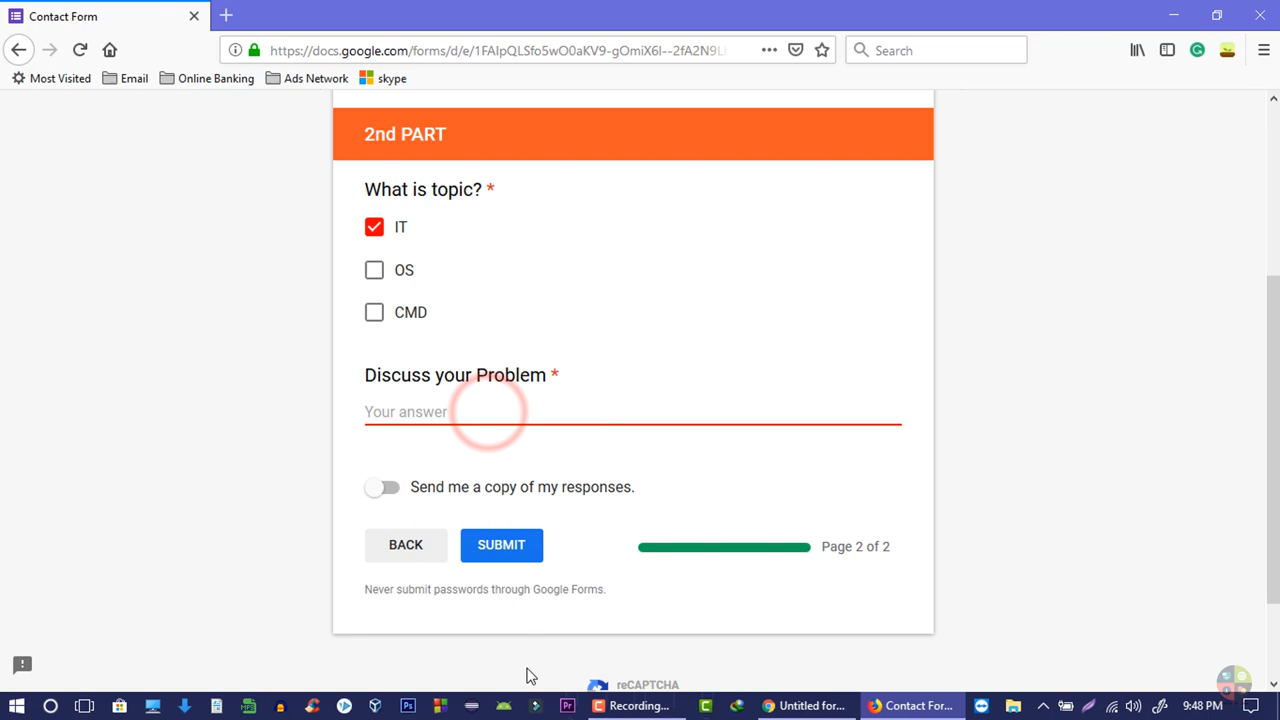 Contact Form
https://docs.google.com/forms/d/e/1FAIpQLSfo5wO0aKV9-gOmiX6I--2fA2N9L
Search
Most Visited
Email
Online Banking
Ads Network
skype
2nd PART
What is topic? *
IT
OS
CMD
Discuss your Problem *
Your answer
Send me a copy of my responses.
BACK
SUBMIT
Page 2 of 2
Never submit passwords through Google Forms.
reCAPTCHA
Recording...
Untitled for...
Contact For...
9:48 PM